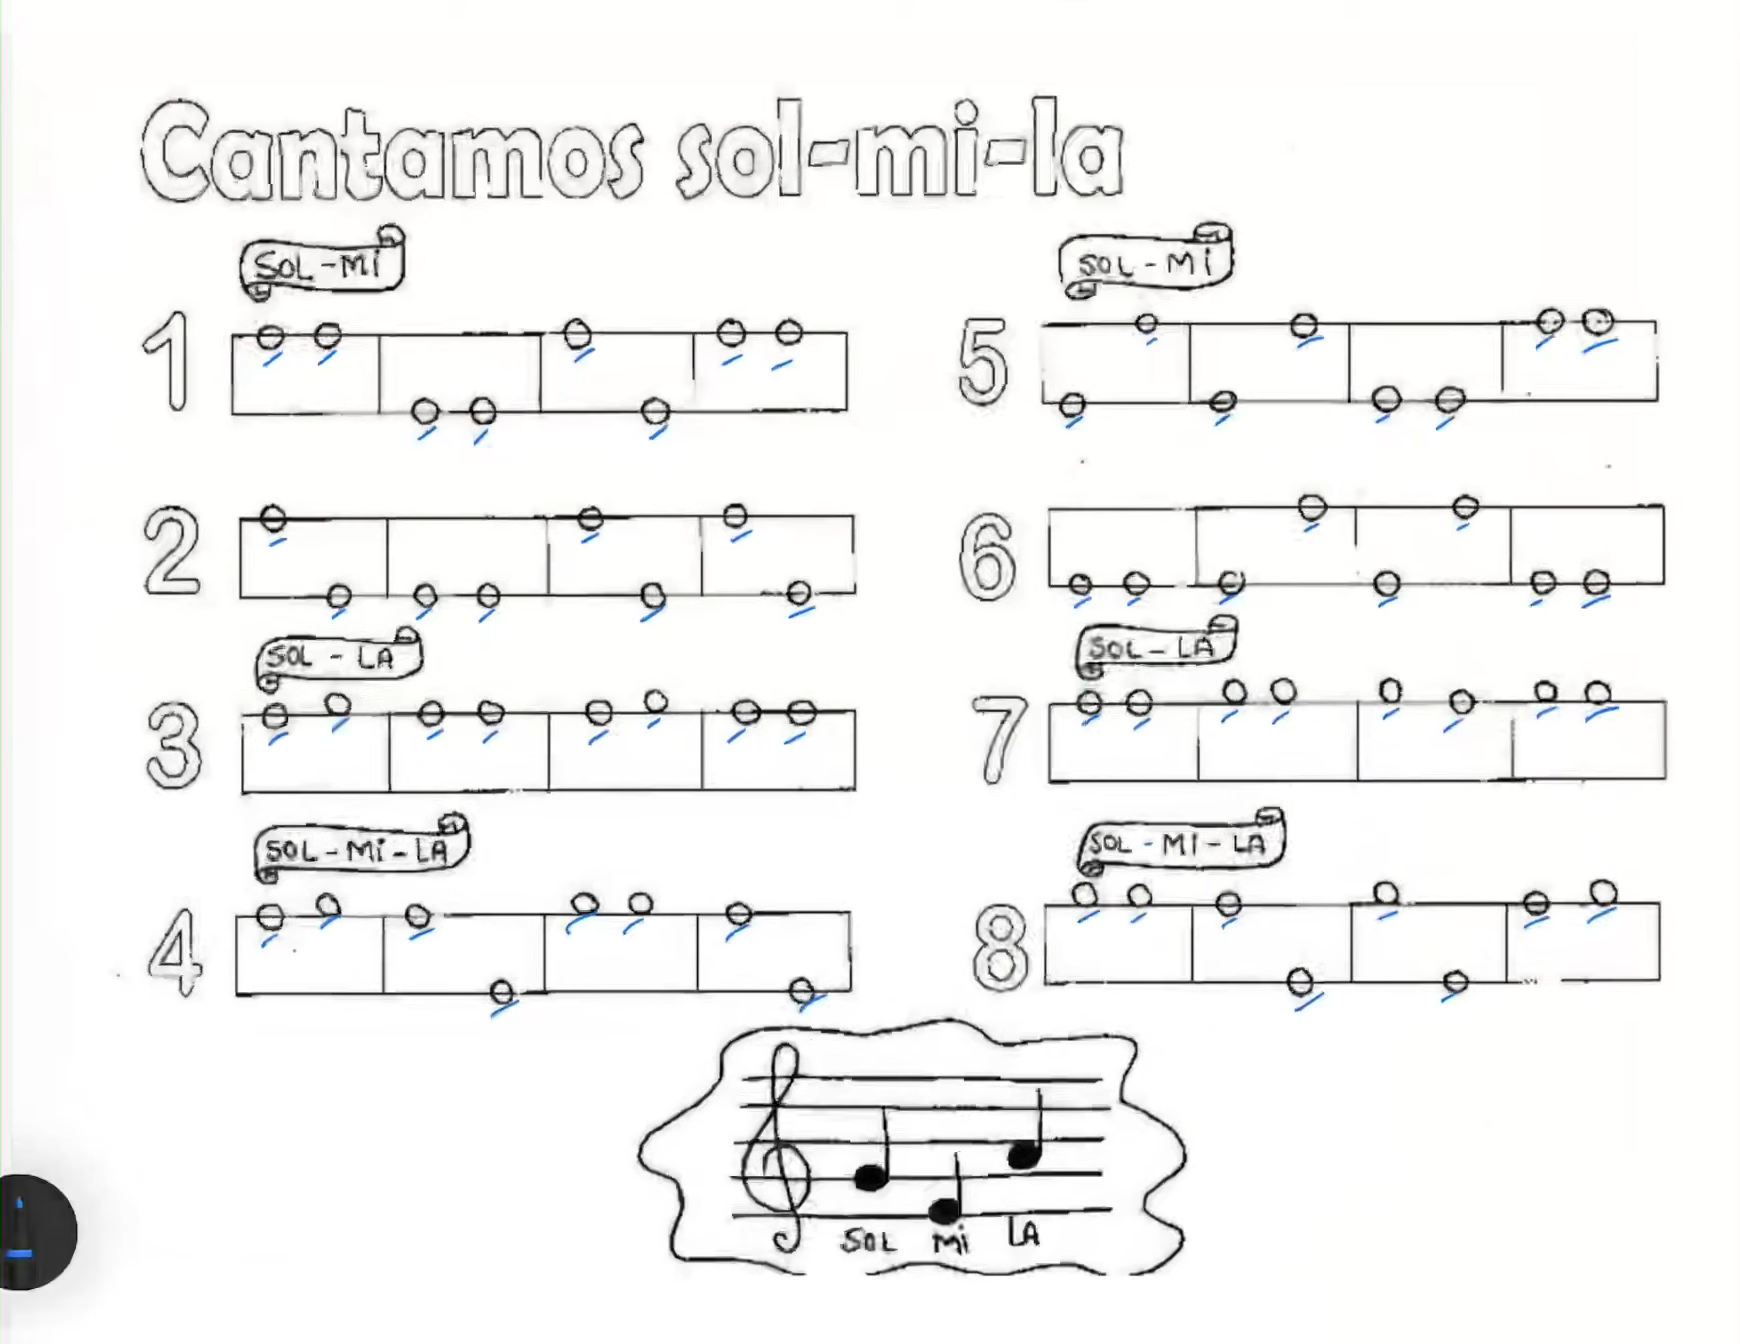 Cantamos sol-mi-la
SOL - Mi
1
2
SOL - LA
3
SOL - Mi - LA
4
SOL - Mi
5
6
SOL - LA
7
SOL - MI - LA
8
SOL Mi LA